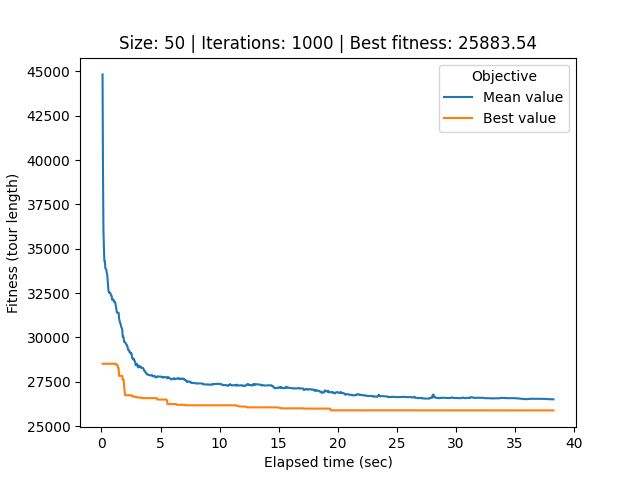 Size: 50 | Iterations: 1000 | Best fitness: 25883.54
Objective
Mean value
Best value
Fitness (tour length)
45000
42500
40000
37500
35000
32500
30000
27500
25000
0 5 10 15 20 25 30 35 40
Elapsed time (sec)